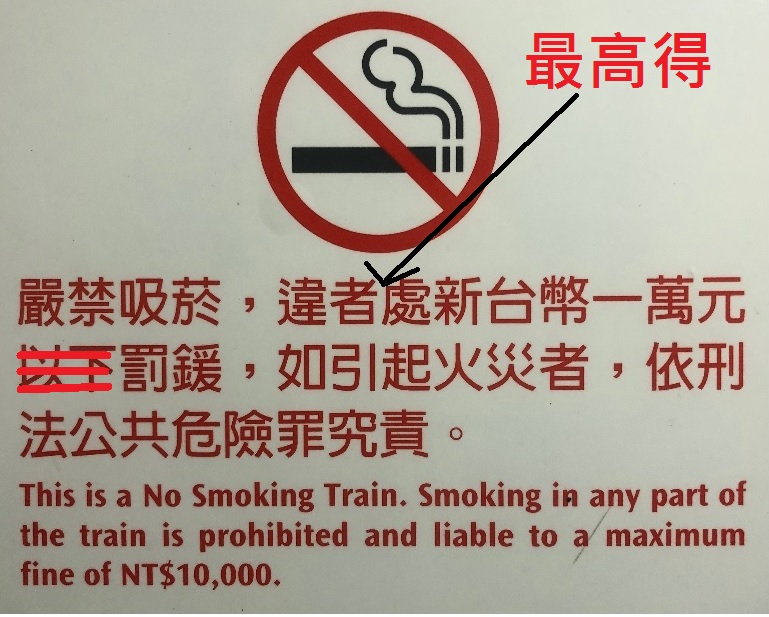 最高得
嚴禁吸菸，違者處新台幣一萬元
以下罰鍰，如引起火災者，依刑
法公共危險罪究責。
This is a No Smoking Train. Smoking in any part of
the train is prohibited and liable to a maximum
fine of NT$10,000.